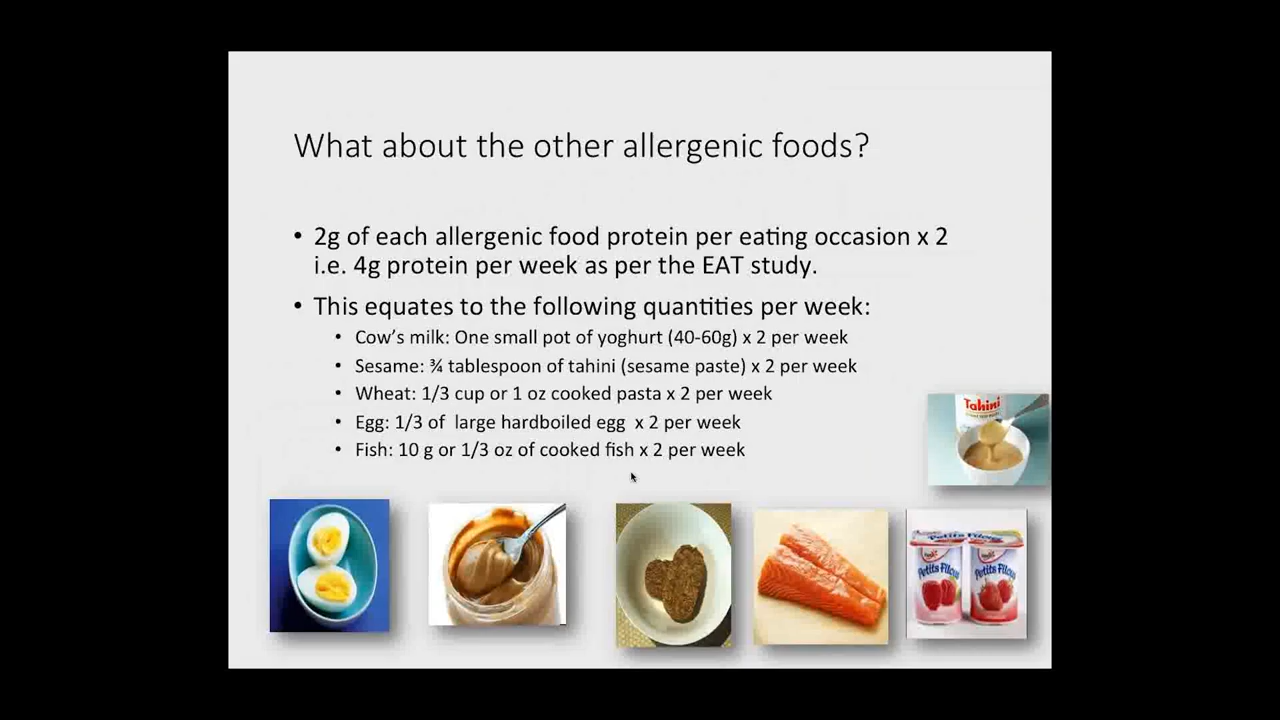 What about the other allergenic foods?
• 2g of each allergenic food protein per eating occasion x 2
i.e. 4g protein per week as per the EAT study.
• This equates to the following quantities per week:
• Cow's milk: One small pot of yoghurt (40-60g) x 2 per week
• Sesame: ¾ tablespoon of tahini (sesame paste) x 2 per week
• Wheat: 1/3 cup or 1 oz cooked pasta x 2 per week
• Egg: 1/3 of large hardboiled egg x 2 per week
• Fish: 10 g or 1/3 oz of cooked fish x 2 per week
Tahini
Petits Filous
Petits Filous
Petits Filous